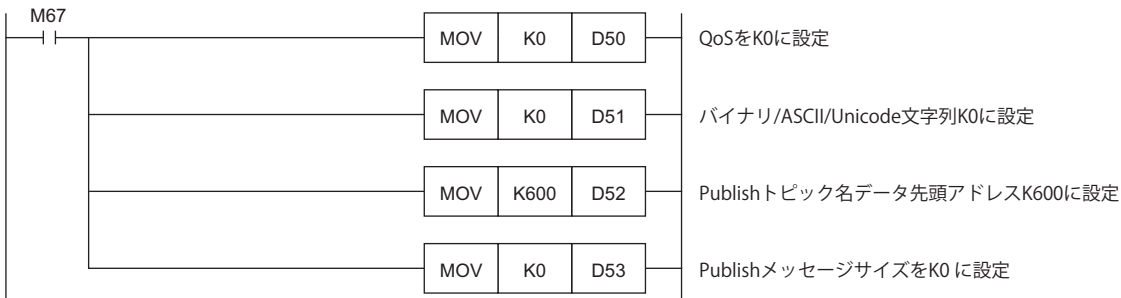 M67
MOV K0 D50 QoSをK0に設定
MOV K0 D51 バイナリ/ASCII/Unicode文字列K0に設定
MOV K600 D52 Publishトピック名データ先頭アドレスK600に設定
MOV K0 D53 PublishメッセージサイズをK0 に設定